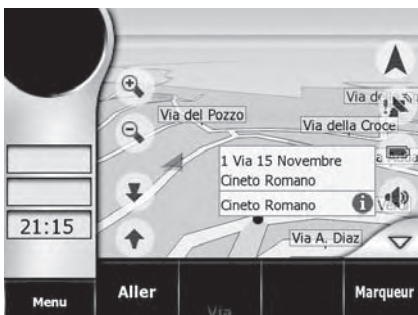 Via del Pozzo
Via della Croce
1 Via 15 Novembre
Cineto Romano
Cineto Romano
Via A. Diaz
21:15
Menu
Aller
Via
Marqueur